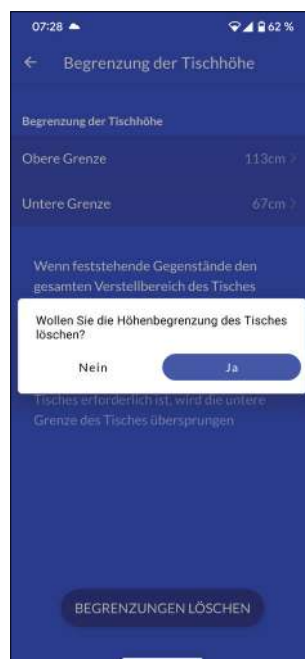 07:28 62 %
Begrenzung der Tischhöhe
Begrenzung der Tischhöhe
Obere Grenze 113cm
Untere Grenze 67cm
Wenn feststehende Gegenstände den
gesamten Verstellbereich des Tisches
Wollen Sie die Höhenbegrenzung des Tisches
löschen?
Nein Ja
Tisches erforderlich ist, wird die untere
Grenze des Tisches übersprungen
BEGRENZUNGEN LÖSCHEN